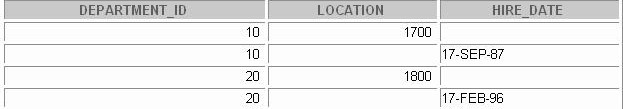 DEPARTMENT_ID LOCATION HIRE_DATE
10 1700
10 17-SEP-87
20 1800
20 17-FEB-96